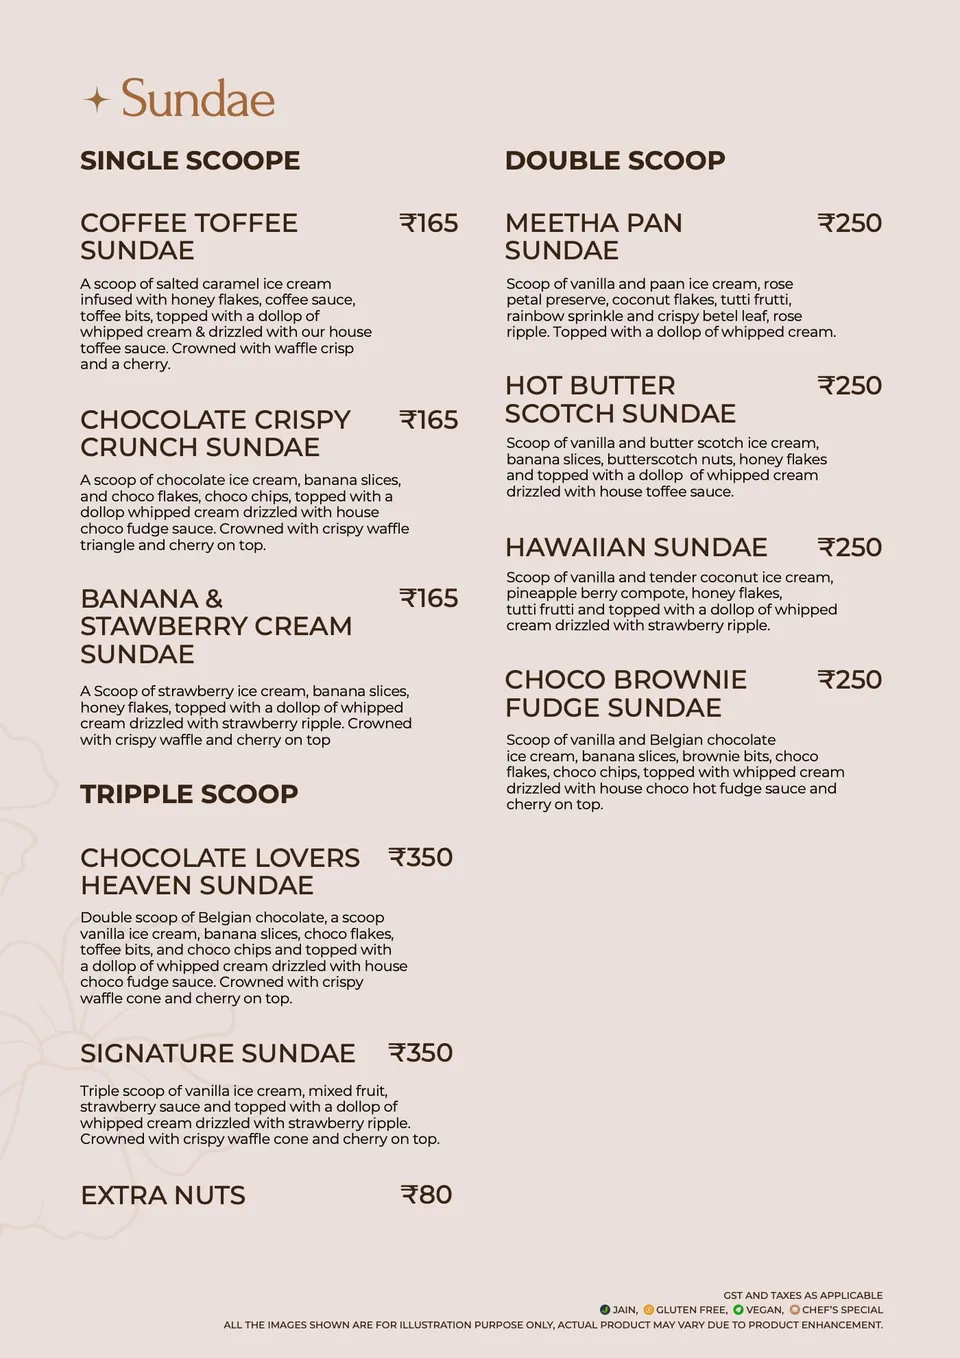 Sundae
SINGLE SCOOPE
COFFEE TOFFEE ₹165
SUNDAE
A scoop of salted caramel ice cream
infused with honey flakes, coffee sauce,
toffee bits, topped with a dollop of
whipped cream & drizzled with our house
toffee sauce. Crowned with waffle crisp
and a cherry.
CHOCOLATE CRISPY ₹165
CRUNCH SUNDAE
A scoop of chocolate ice cream, banana slices,
and choco flakes, choco chips, topped with a
dollop whipped cream drizzled with house
choco fudge sauce. Crowned with crispy waffle
triangle and cherry on top.
BANANA & ₹165
STAWBERRY CREAM
SUNDAE
A Scoop of strawberry ice cream, banana slices,
honey flakes, topped with a dollop of whipped
cream drizzled with strawberry ripple. Crowned
with crispy waffle and cherry on top
TRIPPLE SCOOP
CHOCOLATE LOVERS ₹350
HEAVEN SUNDAE
Double scoop of Belgian chocolate, a scoop
vanilla ice cream, banana slices, choco flakes,
toffee bits, and choco chips and topped with
a dollop of whipped cream drizzled with house
choco fudge sauce. Crowned with crispy
waffle cone and cherry on top.
SIGNATURE SUNDAE ₹350
Triple scoop of vanilla ice cream, mixed fruit,
strawberry sauce and topped with a dollop of
whipped cream drizzled with strawberry ripple.
Crowned with crispy waffle cone and cherry on top.
EXTRA NUTS ₹80
DOUBLE SCOOP
MEETHA PAN ₹250
SUNDAE
Scoop of vanilla and paan ice cream, rose
petal preserve, coconut flakes, tutti frutti,
rainbow sprinkle and crispy betel leaf, rose
ripple. Topped with a dollop of whipped cream.
HOT BUTTER ₹250
SCOTCH SUNDAE
Scoop of vanilla and butter scotch ice cream,
banana slices, butterscotch nuts, honey flakes
and topped with a dollop of whipped cream
drizzled with house toffee sauce.
HAWAIIAN SUNDAE ₹250
Scoop of vanilla and tender coconut ice cream,
pineapple berry compote, honey flakes,
tutti frutti and topped with a dollop of whipped
cream drizzled with strawberry ripple.
CHOCO BROWNIE ₹250
FUDGE SUNDAE
Scoop of vanilla and Belgian chocolate
ice cream, banana slices, brownie bits, choco
flakes, choco chips, topped with whipped cream
drizzled with house choco hot fudge sauce and
cherry on top.
GST AND TAXES AS APPLICABLE
JAIN, GLUTEN FREE, VEGAN, CHEF'S SPECIAL
ALL THE IMAGES SHOWN ARE FOR ILLUSTRATION PURPOSE ONLY, ACTUAL PRODUCT MAY VARY DUE TO PRODUCT ENHANCEMENT.